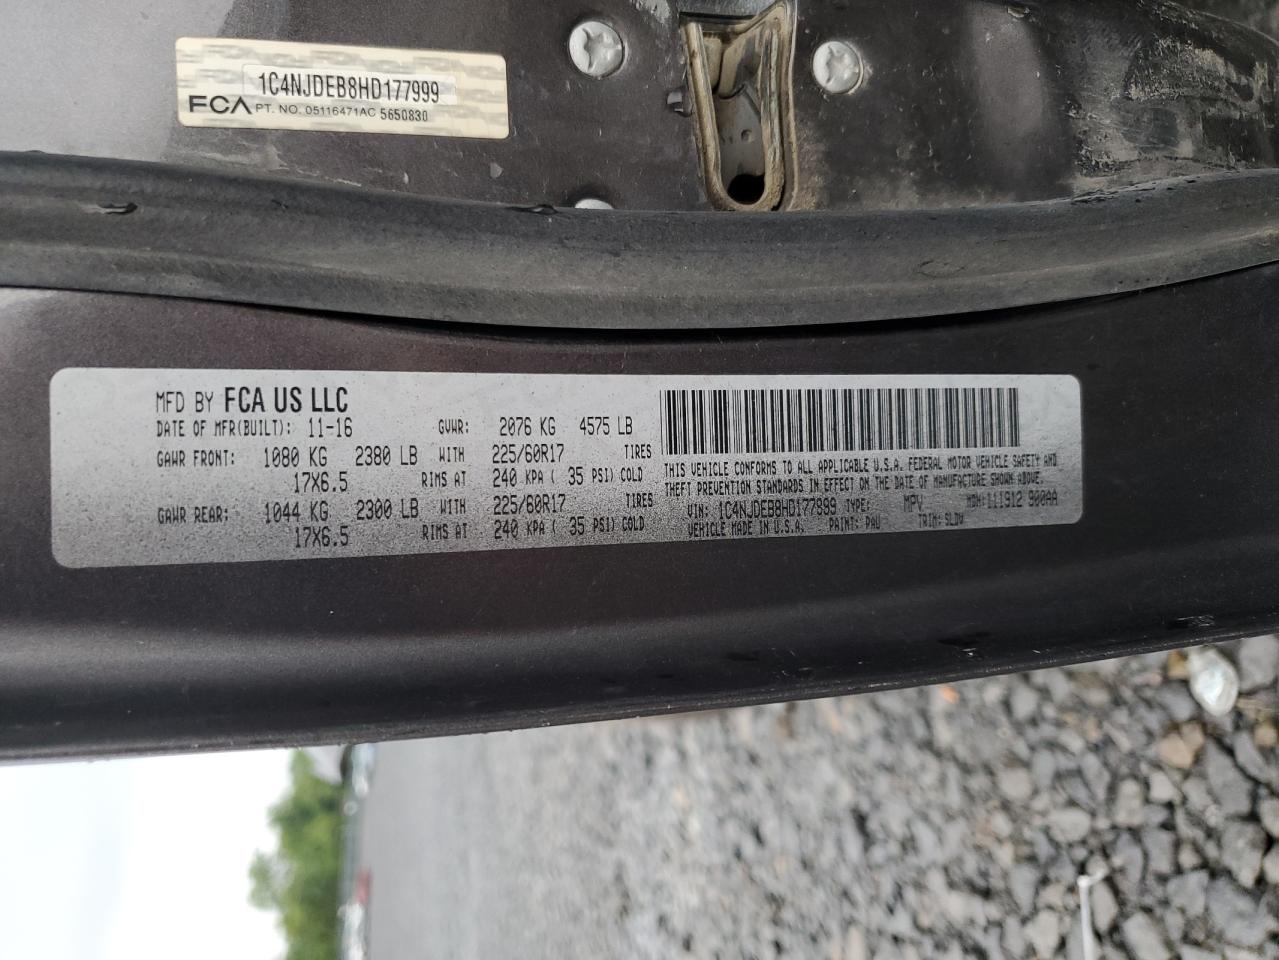 1C4NJDEB8HD177999
FCA PT. NO. 05116471AC 5650830
MFD BY FCA US LLC
DATE OF MFR(BUILT): 11-16 GVWR: 2076 KG 4575 LB
GAWR FRONT: 1080 KG 2380 LB WITH 225/60R17 TIRES
17X6.5 RIMS AT 240 KPA ( 35 PSI) COLD
GAWR REAR: 1044 KG 2300 LB WITH 225/60R17 TIRES
17X6.5 RIMS AT 240 KPA ( 35 PSI) COLD
THIS VEHICLE CONFORMS TO ALL APPLICABLE U.S.A. FEDERAL MOTOR VEHICLE SAFETY AND
THEFT PREVENTION STANDARDS IN EFFECT ON THE DATE OF MANUFACTURE SHOWN ABOVE.
VIN: 1C4NJDEB8HD177999 TYPE: MPV MDH: 111912 900AA
VEHICLE MADE IN U.S.A. PAINT: PAU TRIM: SLDV